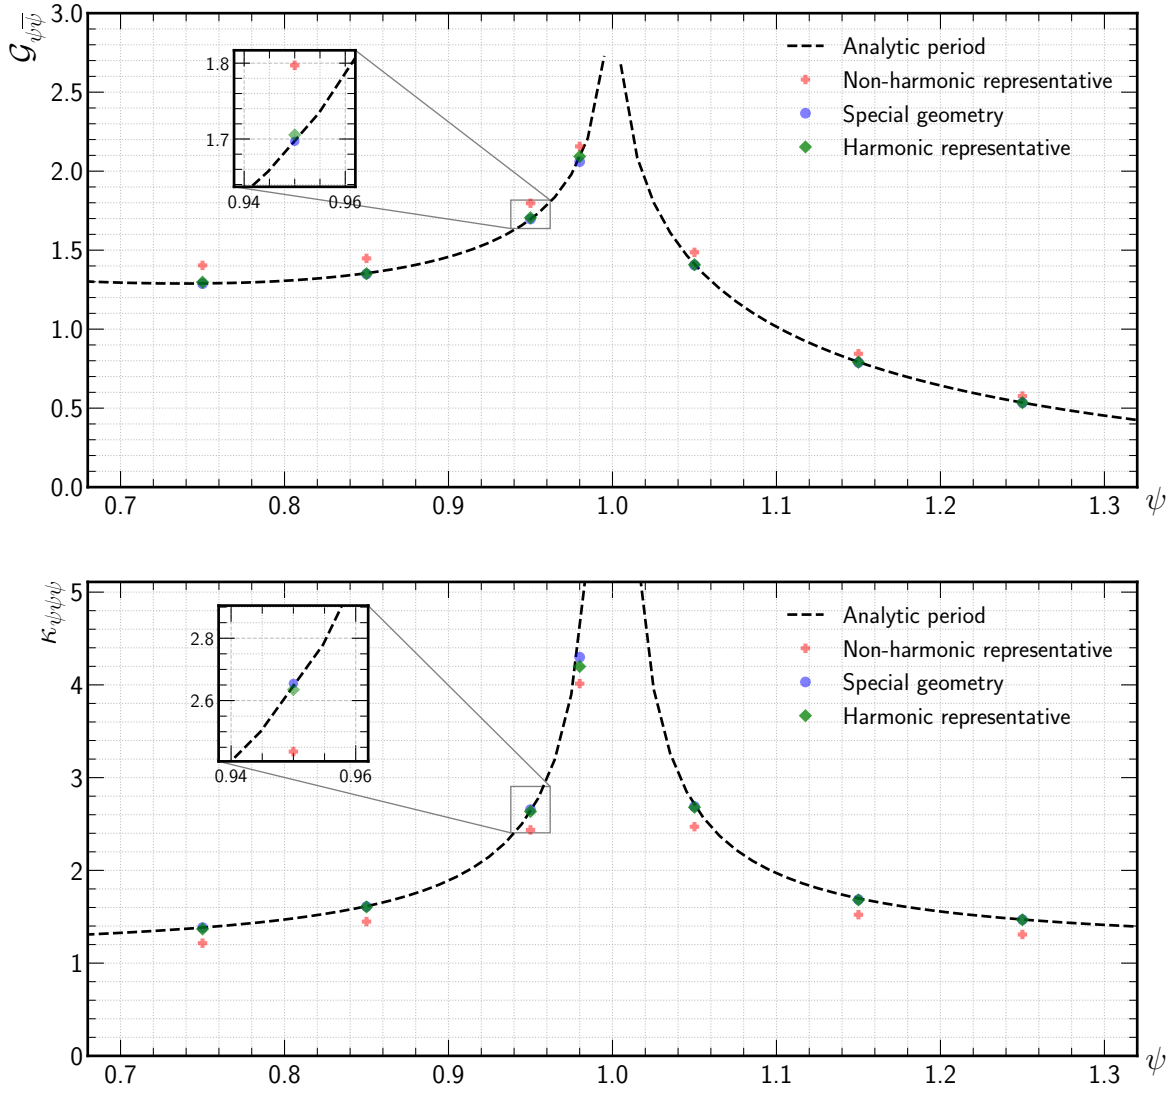 𝒢_{ψ\overline{ψ}}
3.0
2.5
2.0
1.5
1.0
0.5
0.0
1.8
1.7
0.94 0.96
Analytic period
Non-harmonic representative
Special geometry
Harmonic representative
0.7 0.8 0.9 1.0 1.1 1.2 1.3 ψ
κ_{ψψψ}
5
4
3
2
1
0
2.8
2.6
0.94 0.96
Analytic period
Non-harmonic representative
Special geometry
Harmonic representative
0.7 0.8 0.9 1.0 1.1 1.2 1.3 ψ